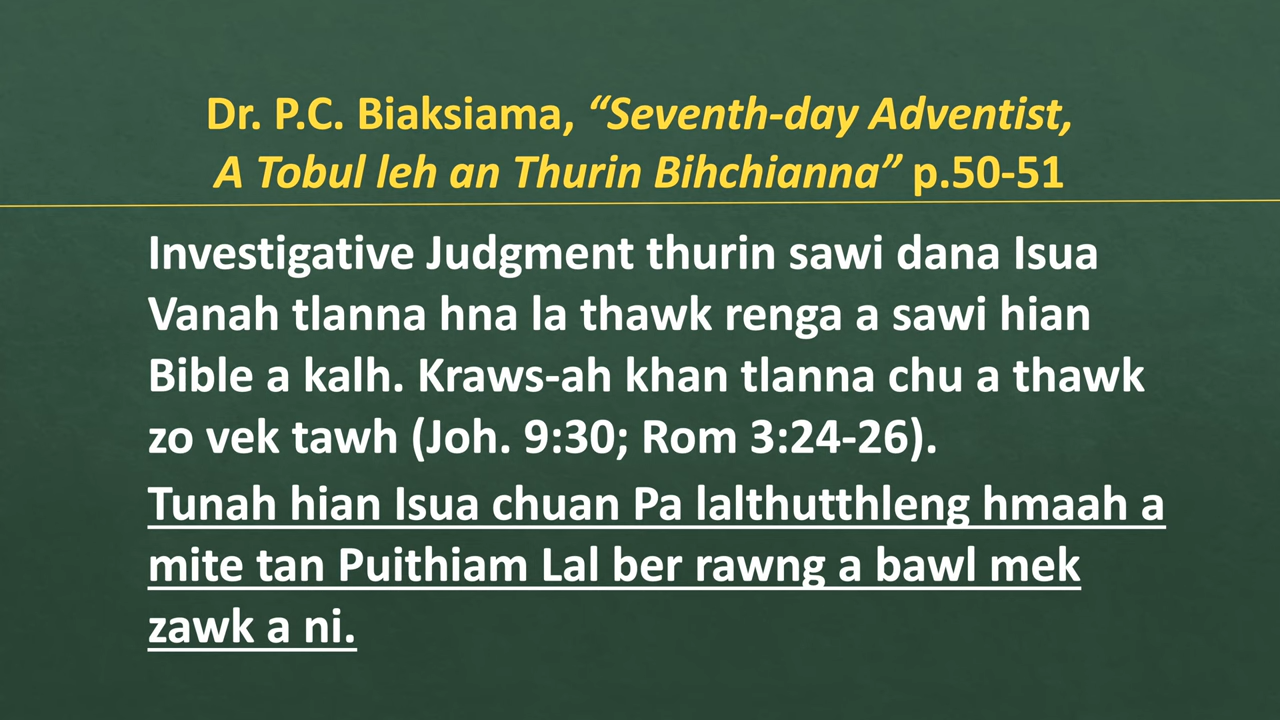 Dr. P.C. Biaksiama, “Seventh-day Adventist,
A Tobul leh an Thurin Bihchianna” p.50-51
Investigative Judgment thurin sawi dana Isua
Vanah tlanna hna la thawk renga a sawi hian
Bible a kalh. Kraws-ah khan tlanna chu a thawk
zo vek tawh (Joh. 9:30; Rom 3:24-26).
Tunah hian Isua chuan Pa lalthutthleng hmaah a
mite tan Puithiam Lal ber rawng a bawl mek
zawk a ni.